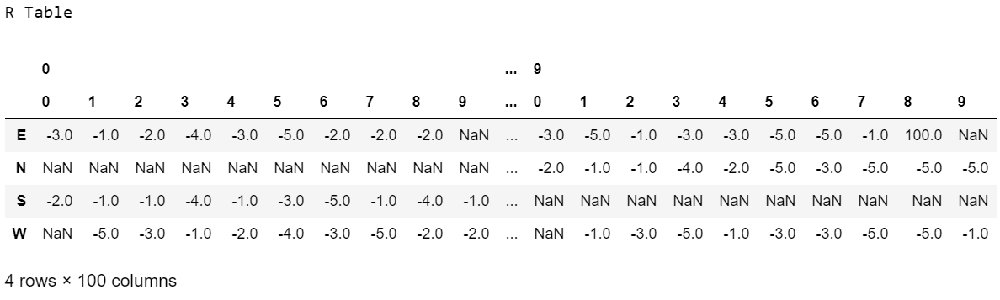 R Table
0 ... 9
0 1 2 3 4 5 6 7 8 9 ... 0 1 2 3 4 5 6 7 8 9
E -3.0 -1.0 -2.0 -4.0 -3.0 -5.0 -2.0 -2.0 -2.0 NaN ... -3.0 -5.0 -1.0 -3.0 -3.0 -5.0 -5.0 -1.0 100.0 NaN
N NaN NaN NaN NaN NaN NaN NaN NaN NaN NaN ... -2.0 -1.0 -1.0 -4.0 -2.0 -5.0 -3.0 -5.0 -5.0 -5.0
S -2.0 -1.0 -1.0 -4.0 -1.0 -3.0 -5.0 -1.0 -4.0 -1.0 ... NaN NaN NaN NaN NaN NaN NaN NaN NaN NaN
W NaN -5.0 -3.0 -1.0 -2.0 -4.0 -3.0 -5.0 -2.0 -2.0 ... NaN -1.0 -3.0 -5.0 -1.0 -3.0 -3.0 -5.0 -5.0 -1.0
4 rows × 100 columns